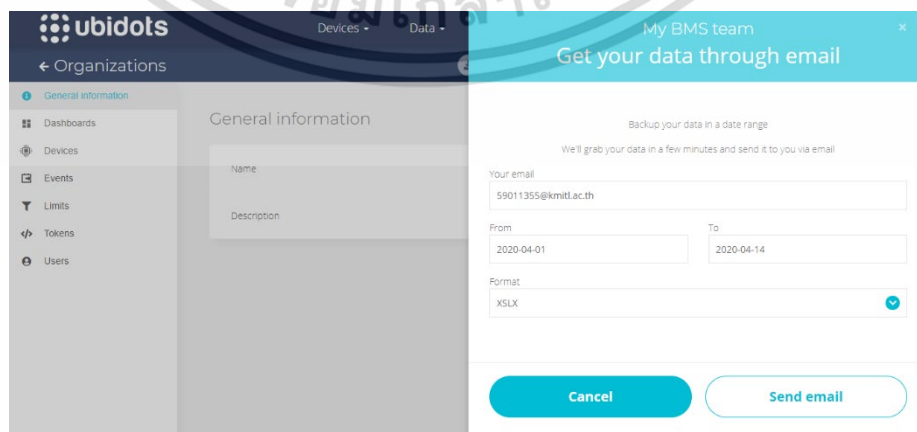 ubidots
Devices
Data
Organizations
General information
Dashboards
Devices
Events
Limits
Tokens
Users
General information
Name
Description
My BMS team
Get your data through email
Backup your data in a date range
We'll grab your data in a few minutes and send it to you via email
Your email
59011355@kmitl.ac.th
From
To
2020-04-01
2020-04-14
Format
XSLX
Cancel
Send email